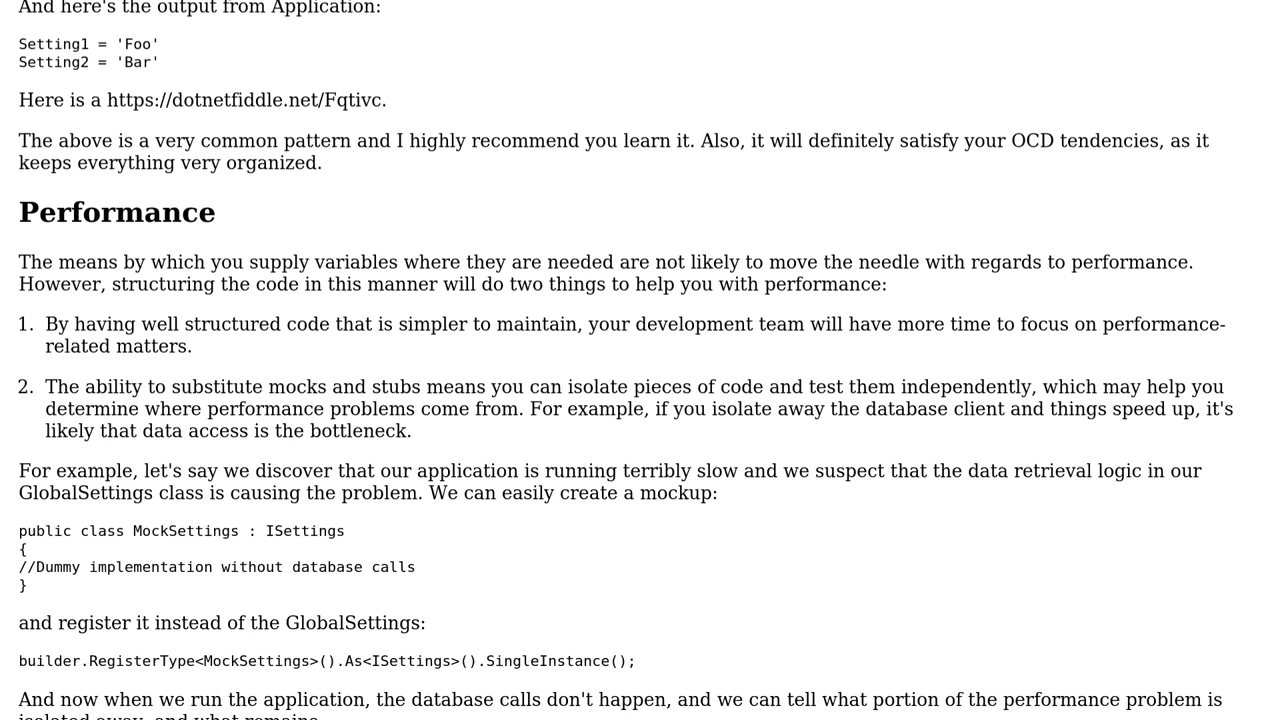 And here's the output from Application:
Setting1 = 'Foo'
Setting2 = 'Bar'
Here is a https://dotnetfiddle.net/Fqtivc.
The above is a very common pattern and I highly recommend you learn it. Also, it will definitely satisfy your OCD tendencies, as it
keeps everything very organized.
Performance
The means by which you supply variables where they are needed are not likely to move the needle with regards to performance.
However, structuring the code in this manner will do two things to help you with performance:
1. By having well structured code that is simpler to maintain, your development team will have more time to focus on performance-
related matters.
2. The ability to substitute mocks and stubs means you can isolate pieces of code and test them independently, which may help you
determine where performance problems come from. For example, if you isolate away the database client and things speed up, it's
likely that data access is the bottleneck.
For example, let's say we discover that our application is running terribly slow and we suspect that the data retrieval logic in our
GlobalSettings class is causing the problem. We can easily create a mockup:
public class MockSettings : ISettings
{
//Dummy implementation without database calls
}
and register it instead of the GlobalSettings:
builder.RegisterType<MockSettings>().As<ISettings>().SingleInstance();
And now when we run the application, the database calls don't happen, and we can tell what portion of the performance problem is
isolated away, and what remains.